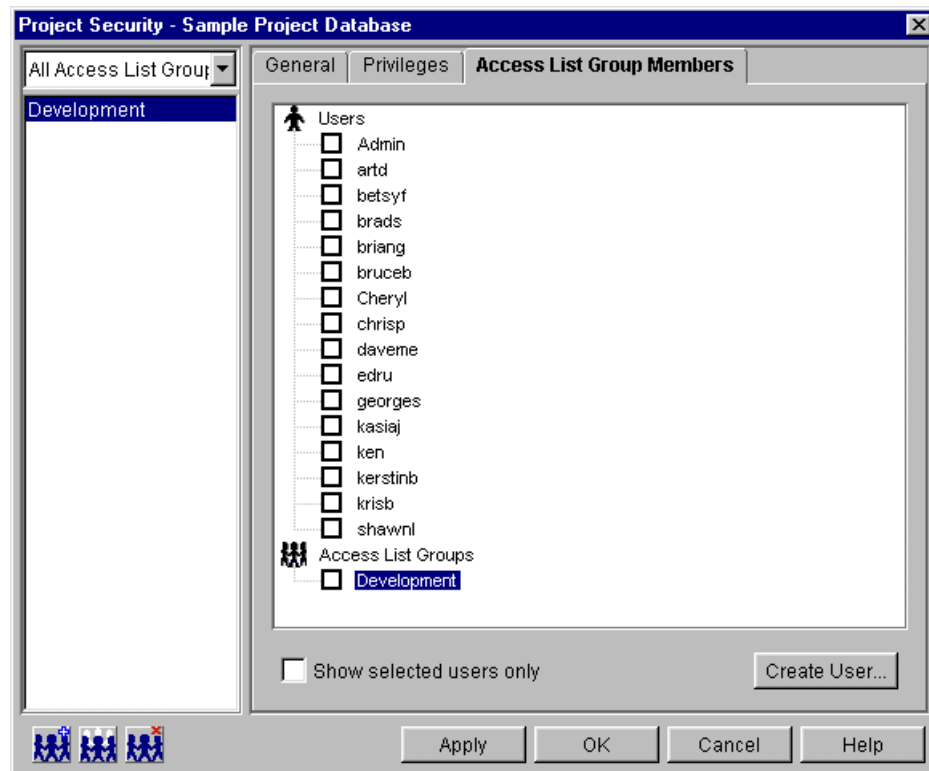 Project Security - Sample Project Database
All Access List Group
Development
General
Privileges
Access List Group Members
Users
Admin
artd
betsyf
brads
briang
bruceb
Cheryl
chrisp
daveme
edru
georges
kasiaj
ken
kerstinb
krisb
shawnl
Access List Groups
Development
Show selected users only
Create User...
Apply
OK
Cancel
Help